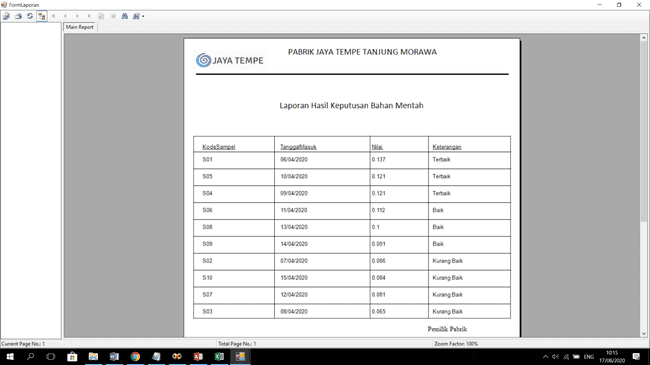 FormLaporan
Main Report
PABRIK JAYA TEMPE TANJUNG MORAWA
JAYA TEMPE
Laporan Hasil Keputusan Bahan Mentah
KodeSampel TanggalMasuk Nilai Keterangan
S01 06/04/2020 0.137 Terbaik
S05 10/04/2020 0.121 Terbaik
S04 09/04/2020 0.121 Terbaik
S06 11/04/2020 0.112 Baik
S08 13/04/2020 0.1 Baik
S09 14/04/2020 0.091 Baik
S02 07/04/2020 0.086 Kurang Baik
S10 15/04/2020 0.084 Kurang Baik
S07 12/04/2020 0.081 Kurang Baik
S03 08/04/2020 0.065 Kurang Baik
Pemilik Pabrik
Current Page No.: 1 Total Page No.: 1 Zoom Factor: 100%
ENG 10:15
17/08/2020